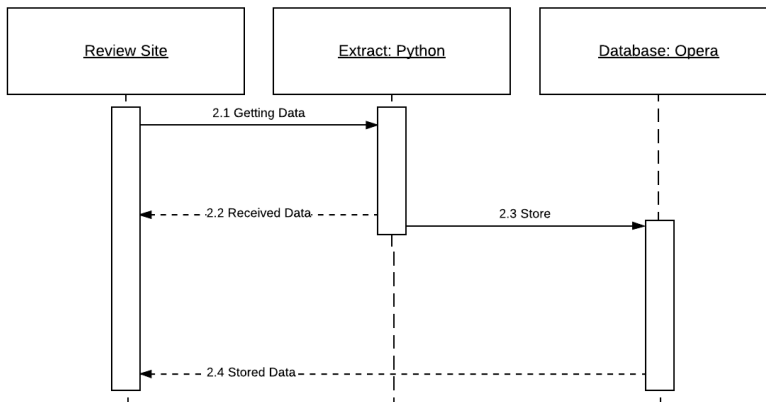 Review Site
Extract: Python
Database: Opera
2.1 Getting Data
2.2 Received Data
2.3 Store
2.4 Stored Data